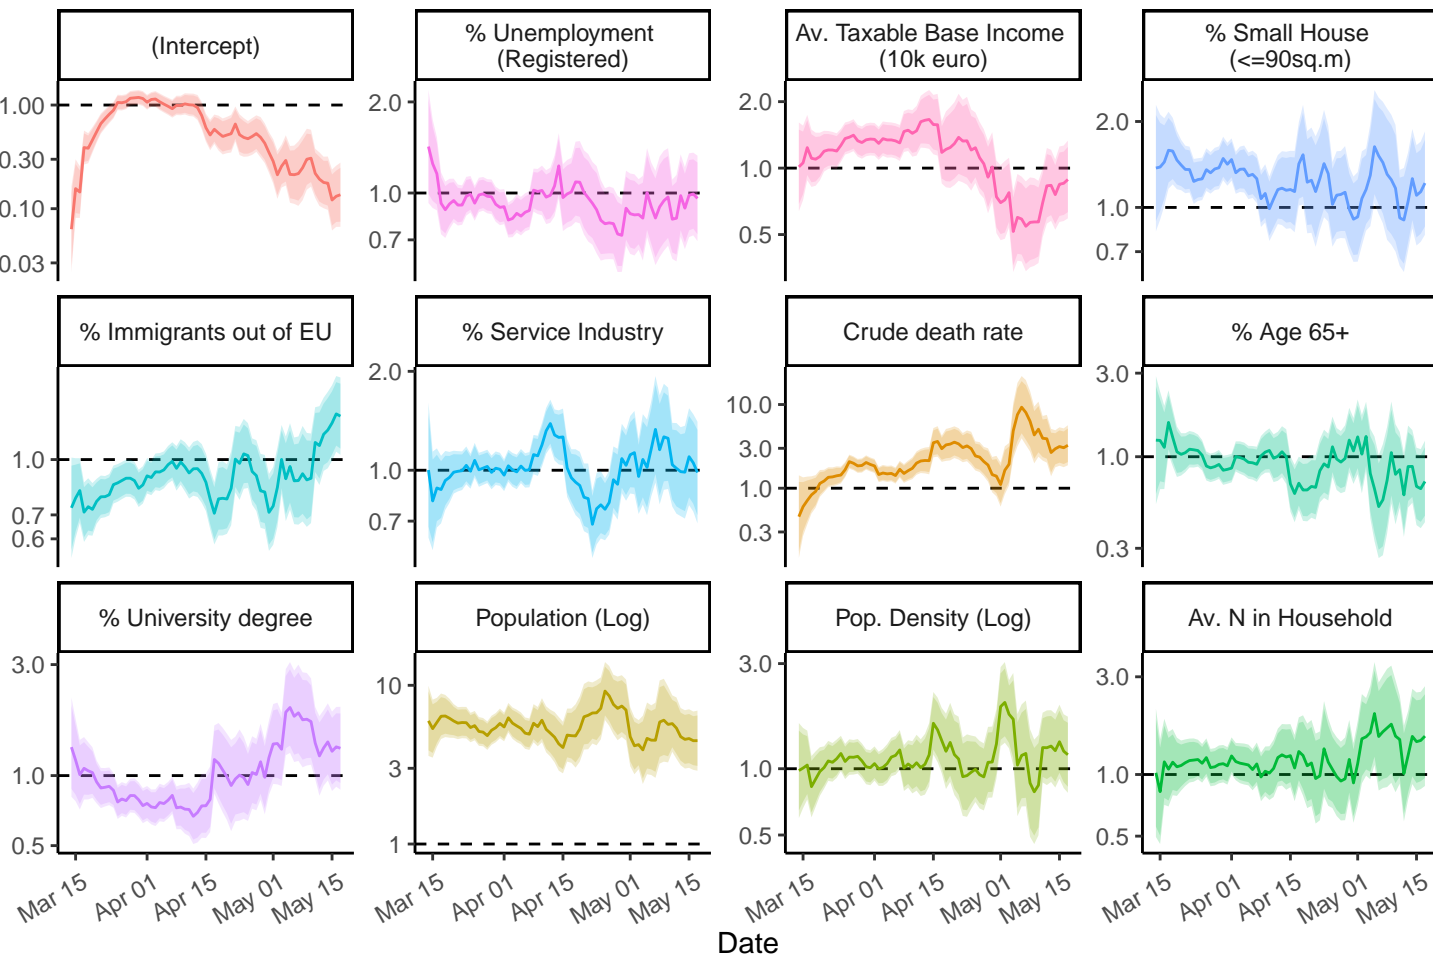 (Intercept)
% Unemployment
(Registered)
Av. Taxable Base Income
(10k euro)
% Small House
(<=90sq.m)
1.00
0.30
0.10
0.03
2.0
1.0
0.7
2.0
1.0
0.5
2.0
1.0
0.7
% Immigrants out of EU
% Service Industry
Crude death rate
% Age 65+
1.0
0.7
0.6
2.0
1.0
0.7
10.0
3.0
1.0
0.3
3.0
1.0
0.3
% University degree
Population (Log)
Pop. Density (Log)
Av. N in Household
3.0
1.0
0.5
10
3
1
3.0
1.0
0.5
3.0
1.0
0.5
Mar 15 Apr 01 Apr 15 May 01 May 15
Mar 15 Apr 01 Apr 15 May 01 May 15
Mar 15 Apr 01 Apr 15 May 01 May 15
Mar 15 Apr 01 Apr 15 May 01 May 15
Date